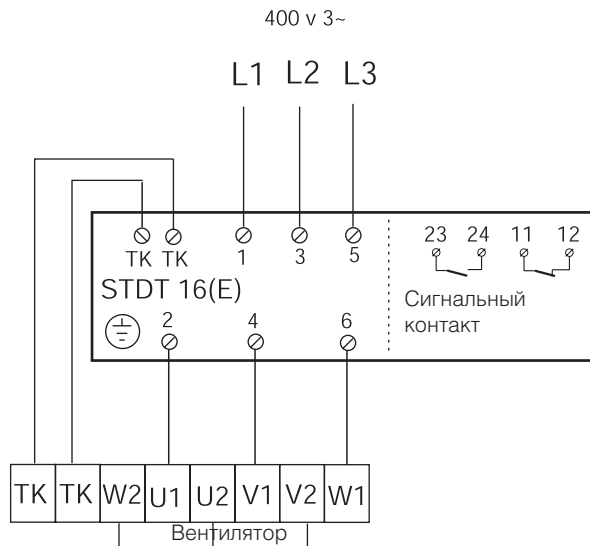 400 v 3~
L1 L2 L3
TK TK 1 3 5 23 24 11 12
STDT 16(E)
Сигнальный
контакт
2 4 6
TK TK W2 U1 U2 V1 V2 W1
Вентилятор